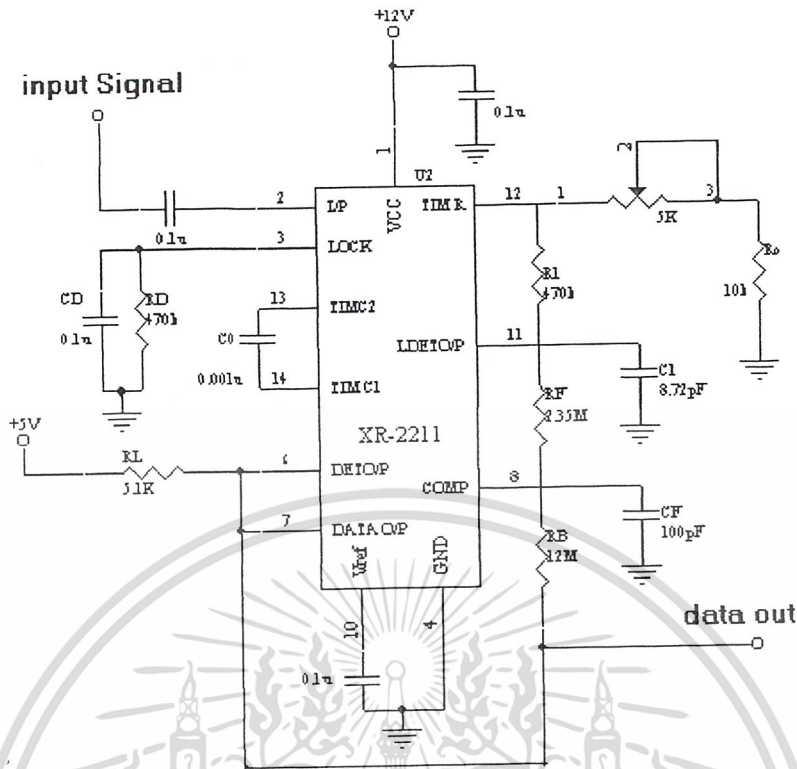 +12V
input Signal
0.1u
1
U2
2
I/P
VCC
TIM R
12
1
2
3
5K
0.1u
3
LOCK
R1
470k
Ro
10k
CD
0.1u
RD
470k
13
TIMC2
C0
0.001u
14
TIMC1
LDETO/P
11
C1
8.72pF
RF
235M
+5V
RL
5.1K
XR-2211
6
DETO/P
COMP
8
CF
100pF
7
DATA O/P
RB
12M
Vref
GND
10
4
0.1u
data out